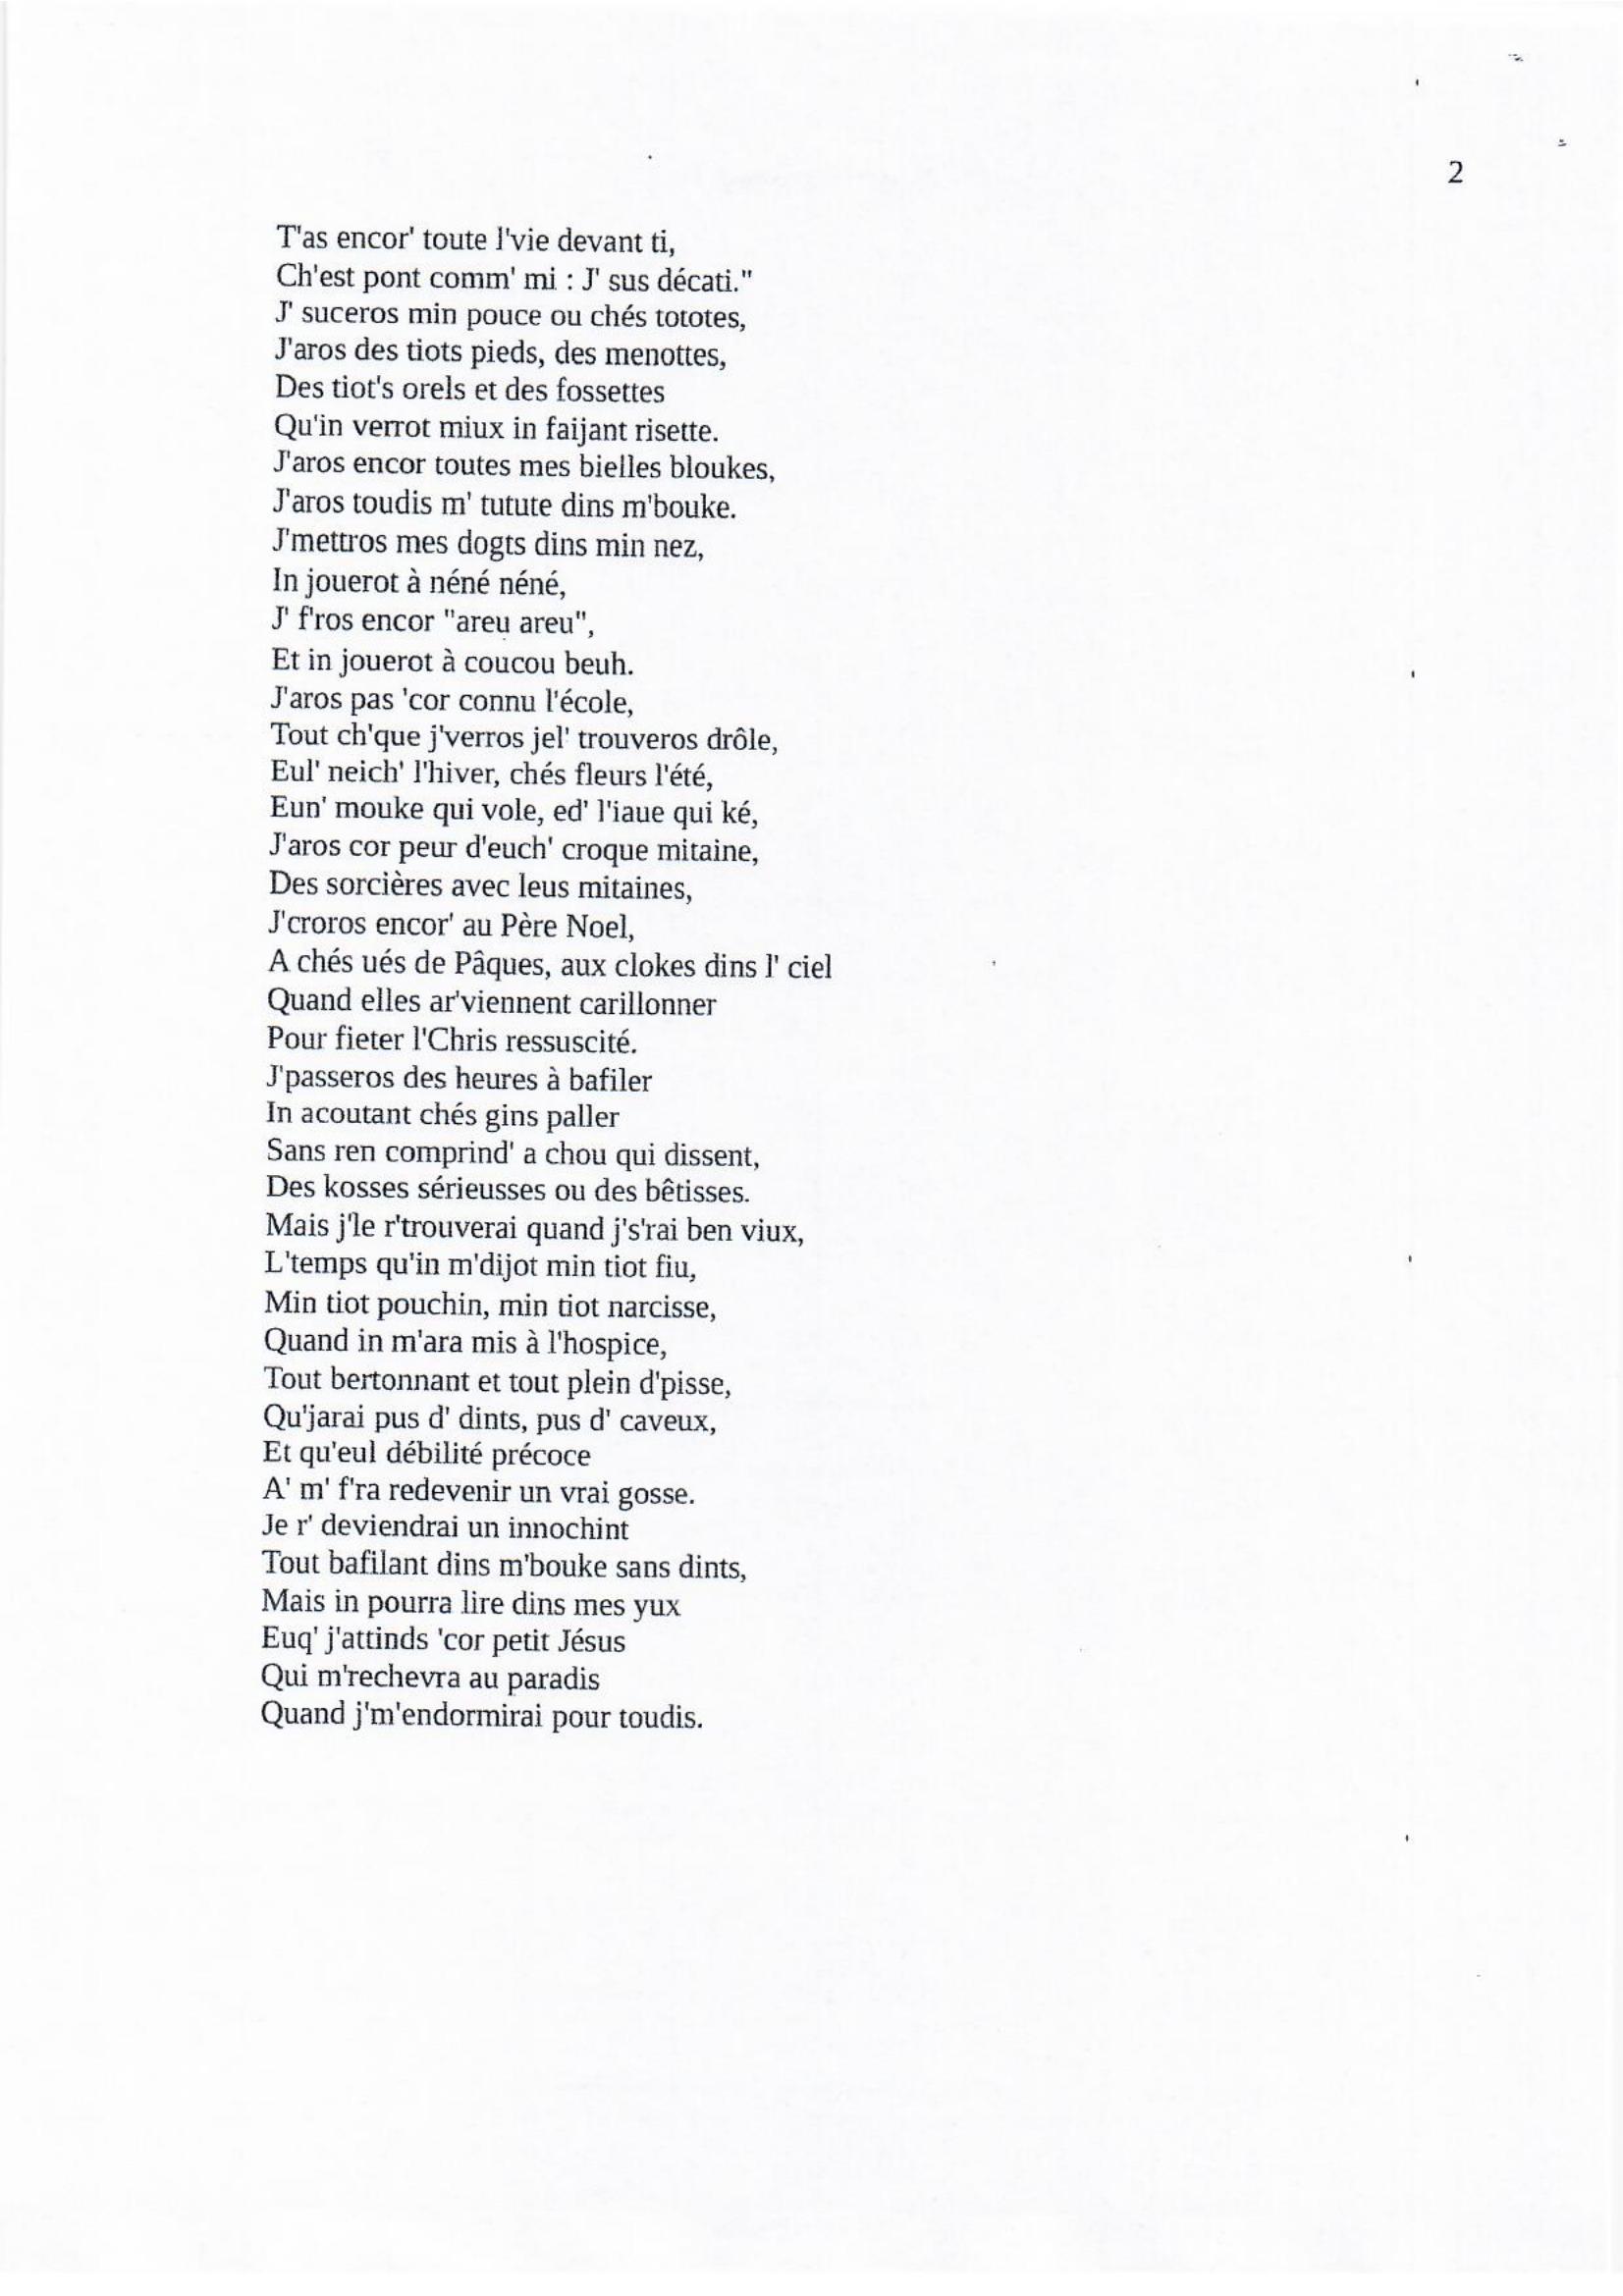 2
T'as encor' toute l'vie devant ti,
Ch'est pont comm' mi : J' sus décati."
J' suceros min pouce ou chés tototes,
J'aros des tiots pieds, des menottes,
Des tiot's orels et des fossettes
Qu'in verrot miux in faijant risette.
J'aros encor toutes mes bielles bloukes,
J'aros toudis m' tutute dins m'bouke.
J'mettros mes dogts dins min nez,
In jouerot à néné néné,
J' f'ros encor "areu areu",
Et in jouerot à coucou beuh.
J'aros pas 'cor connu l'école,
Tout ch'que j'verros jel' trouveros drôle,
Eul' neich' l'hiver, chés fleurs l'été,
Eun' mouke qui vole, ed' l'iaue qui ké,
J'aros cor peur d'euch' croque mitaine,
Des sorcières avec leus mitaines,
J'croros encor' au Père Noel,
A chés ués de Pâques, aux clokes dins l' ciel
Quand elles ar'viennent carillonner
Pour fieter l'Chris ressuscité.
J'passeros des heures à bafiler
In acoutant chés gins paller
Sans ren comprind' a chou qui dissent,
Des kosses sérieusses ou des bêtisses.
Mais j'le r'trouverai quand j's'rai ben viux,
L'temps qu'in m'dijot min tiot fiu,
Min tiot pouchin, min tiot narcisse,
Quand in m'ara mis à l'hospice,
Tout bertonnant et tout plein d'pisse,
Qu'jarai pus d' dints, pus d' caveux,
Et qu'eul débilité précoce
A' m' f'ra redevenir un vrai gosse.
Je r' deviendrai un innochint
Tout bafilant dins m'bouke sans dints,
Mais in pourra lire dins mes yux
Euq' j'attinds 'cor petit Jésus
Qui m'rechevra au paradis
Quand j'm'endormirai pour toudis.